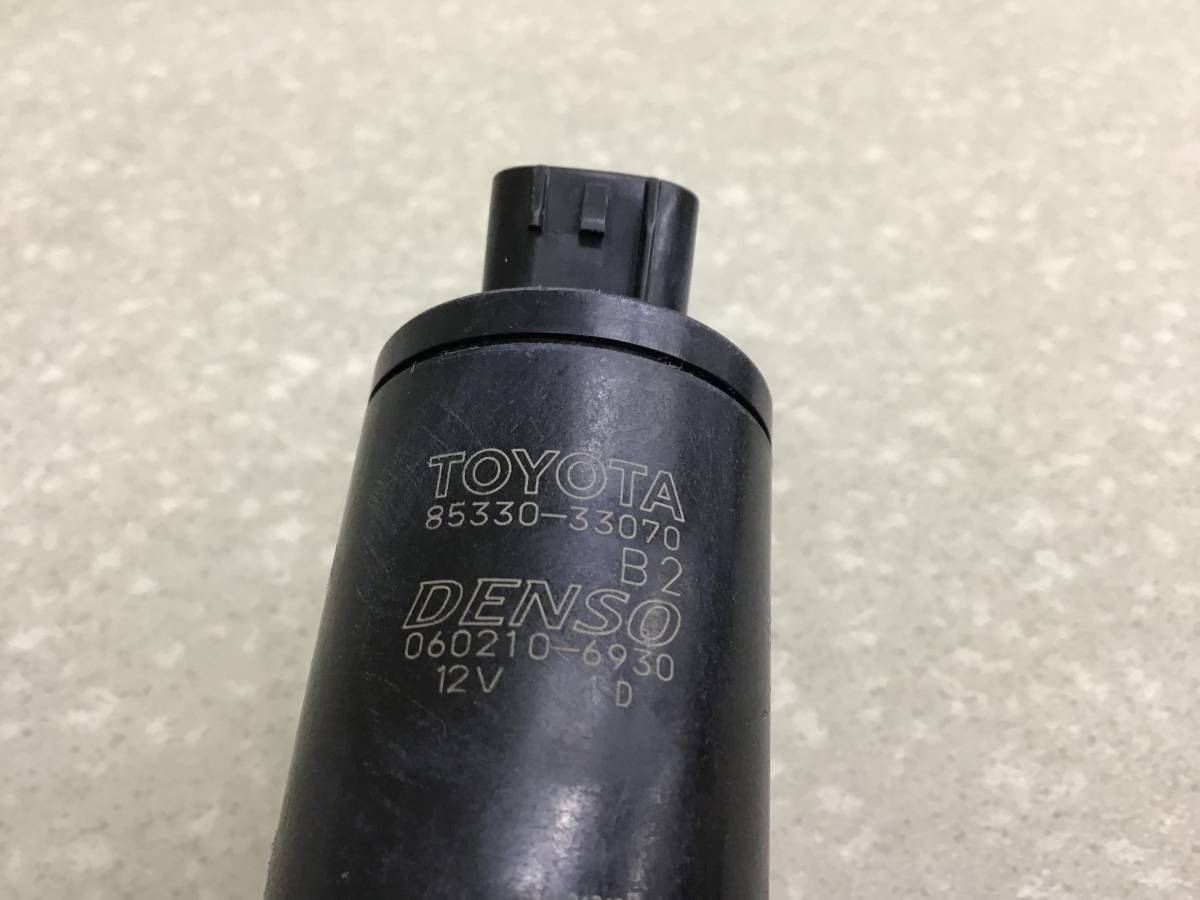 TOYOTA
85330-33070
B2
DENSO
060210-6930
12V 1D